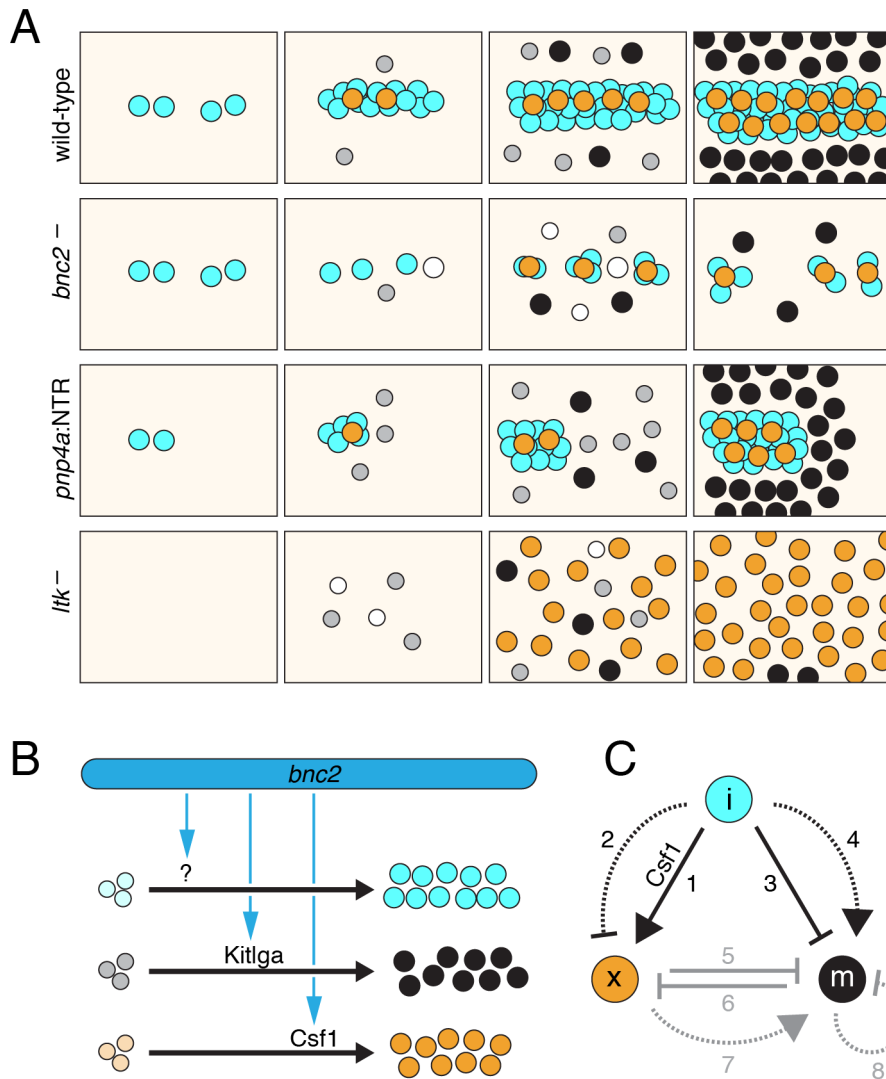 A
wild-type
bnc2 –
pnp4a:NTR
ltk –
B
bnc2
?
Kitlga
Csf1
C
i
2
Csf1
1
3
4
x
5
m
6
7
8